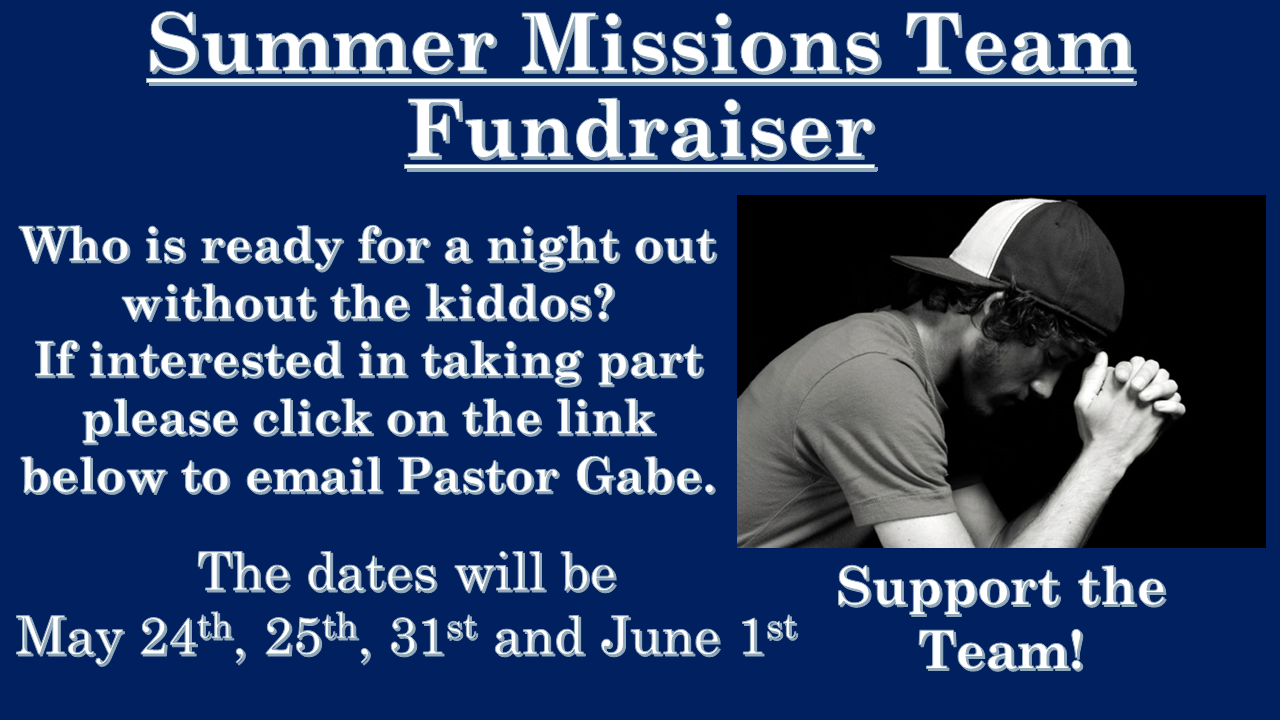 Summer Missions Team
Fundraiser
Who is ready for a night out
without the kiddos?
If interested in taking part
please click on the link
below to email Pastor Gabe.
The dates will be
May 24th, 25th, 31st and June 1st
Support the
Team!